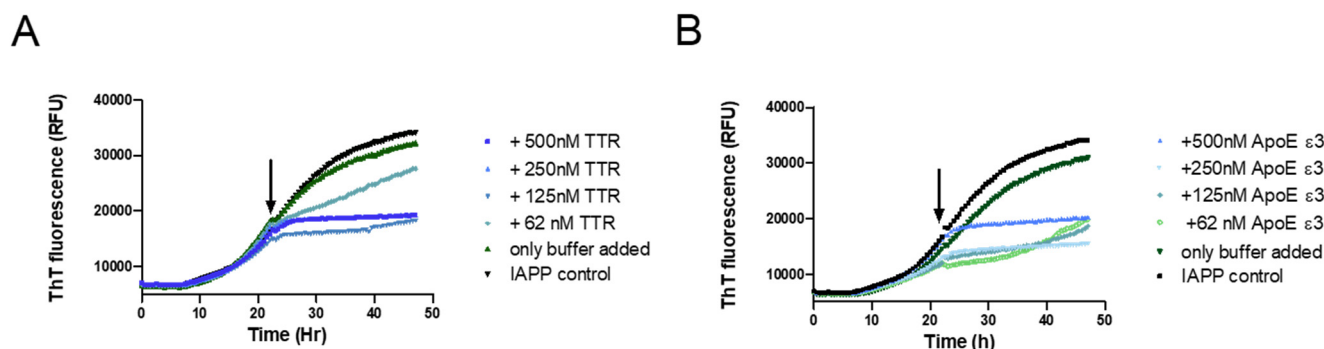 A
B
ThT fluorescence (RFU)
40000
30000
20000
10000
0
10
20
30
40
50
Time (Hr)
+ 500nM TTR
+ 250nM TTR
+ 125nM TTR
+ 62 nM TTR
only buffer added
IAPP control
ThT fluorescence (RFU)
40000
30000
20000
10000
0
10
20
30
40
50
Time (h)
+500nM ApoE ε3
+250nM ApoE ε3
+125nM ApoE ε3
+62 nM ApoE ε3
only buffer added
IAPP control